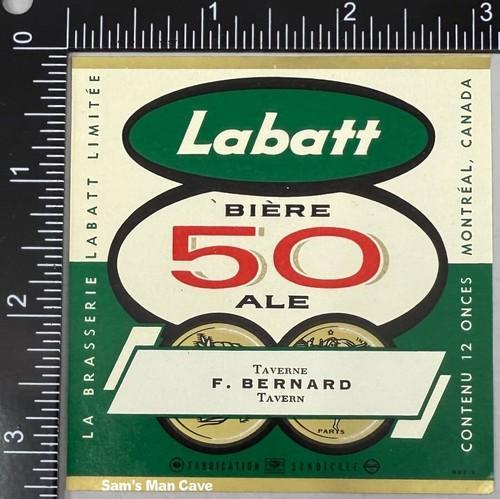 1 2 3
0
1
2
3
Labatt
BIÈRE
50
ALE
Taverne
F. BERNARD
Tavern
PARIS
FABRICATION SYNDICALE
LA BRASSERIE LABATT LIMITÉE
MONTRÉAL, CANADA
CONTENU 12 ONCES
Sam's Man Cave